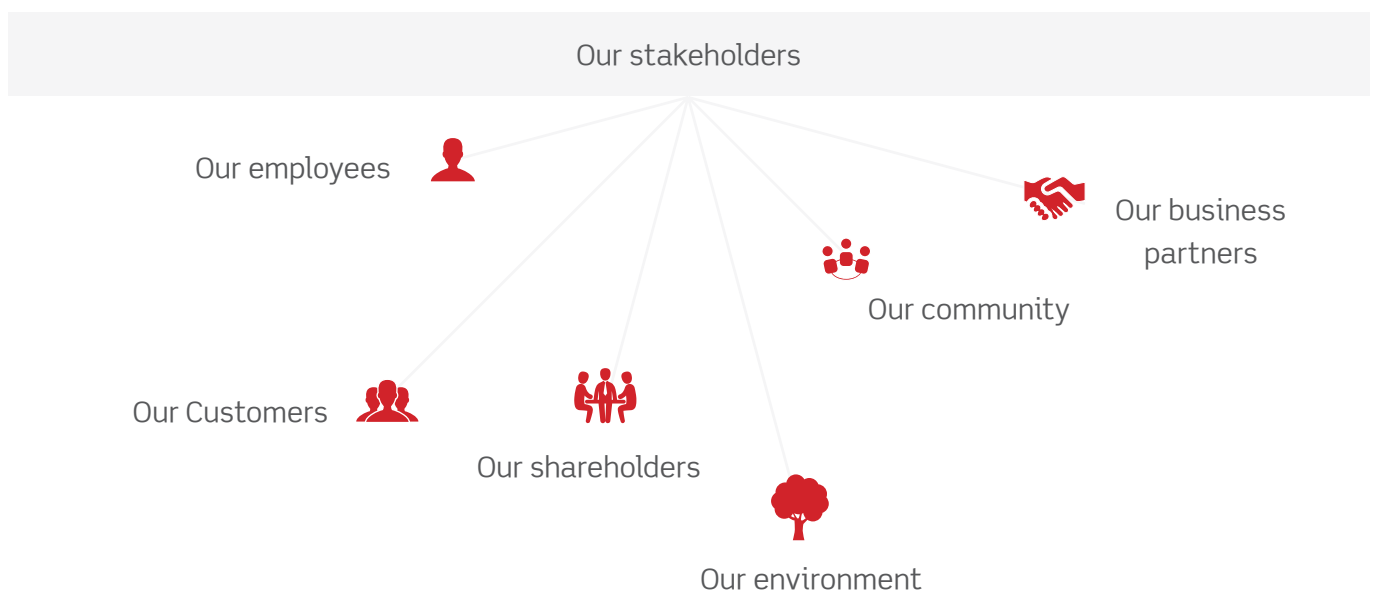 Our stakeholders
Our employees
Our business
partners
Our community
Our Customers
Our shareholders
Our environment